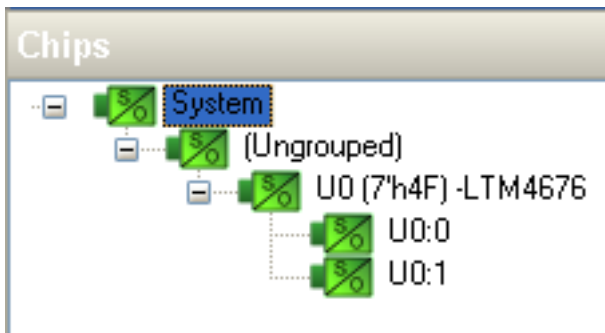 Chips
S/O System
S/O (Ungrouped)
S/O U0 (7'h4F) -LTM4676
S/O U0:0
S/O U0:1